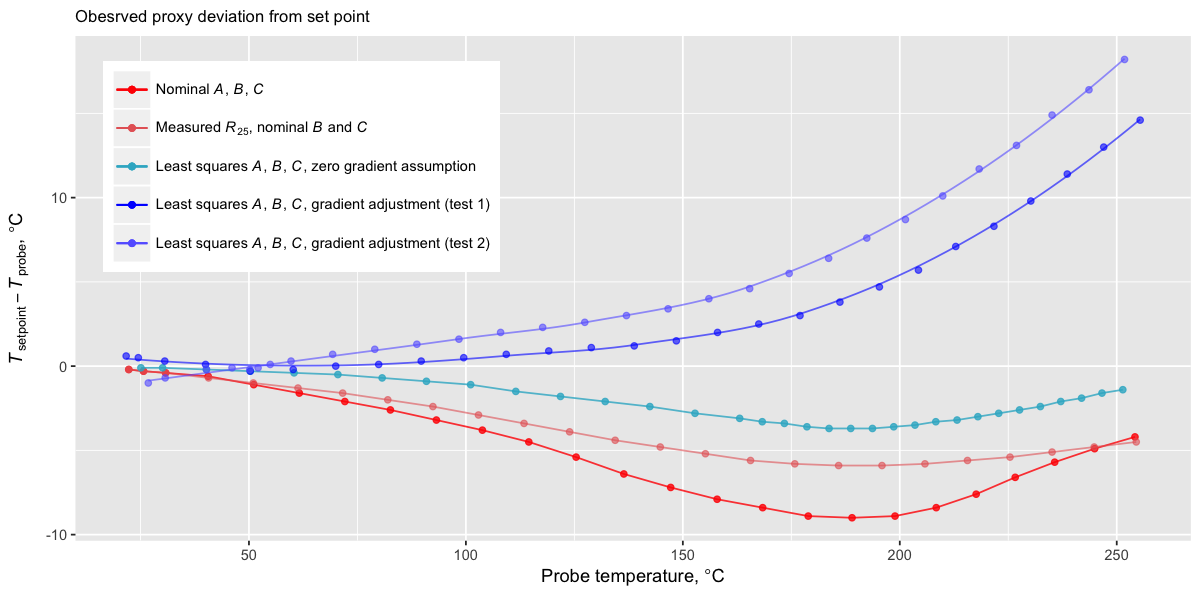 Obesrved proxy deviation from set point
Nominal A, B, C
Measured R25, nominal B and C
Least squares A, B, C, zero gradient assumption
Least squares A, B, C, gradient adjustment (test 1)
Least squares A, B, C, gradient adjustment (test 2)
T setpoint − T probe, °C
10
0
-10
50 100 150 200 250
Probe temperature, °C